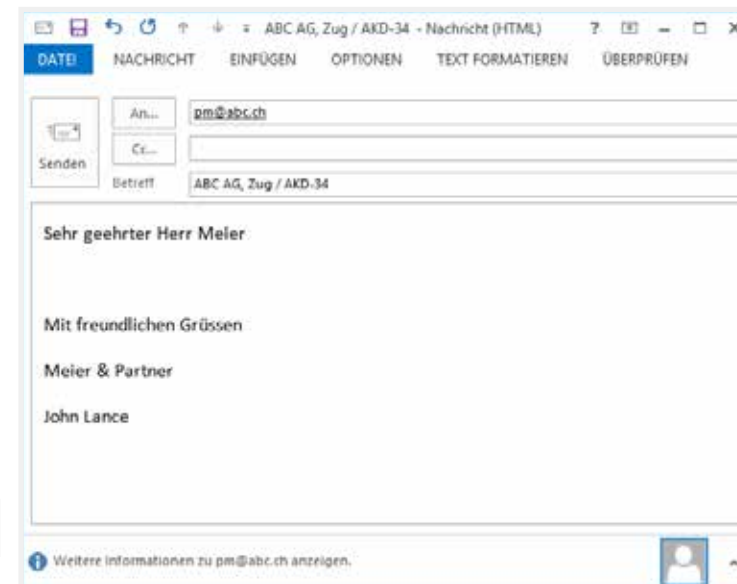 ABC AG, Zug / AKD-34 - Nachricht (HTML) ?
DATEI NACHRICHT EINFÜGEN OPTIONEN TEXT FORMATIEREN ÜBERPRÜFEN
An... pm@abc.ch
Cc...
Senden
Betreff ABC AG, Zug / AKD-34
Sehr geehrter Herr Meier
Mit freundlichen Grüssen
Meier & Partner
John Lance
Weitere Informationen zu pm@abc.ch anzeigen.